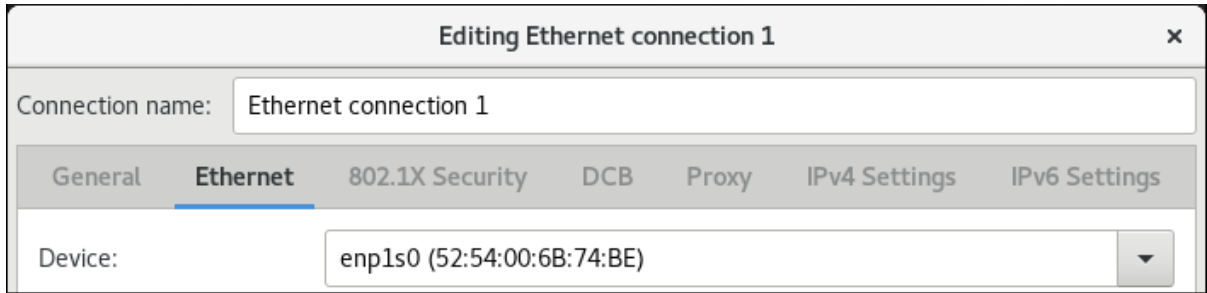 Editing Ethernet connection 1 ×
Connection name: Ethernet connection 1
General Ethernet 802.1X Security DCB Proxy IPv4 Settings IPv6 Settings
Device: enp1s0 (52:54:00:6B:74:BE)